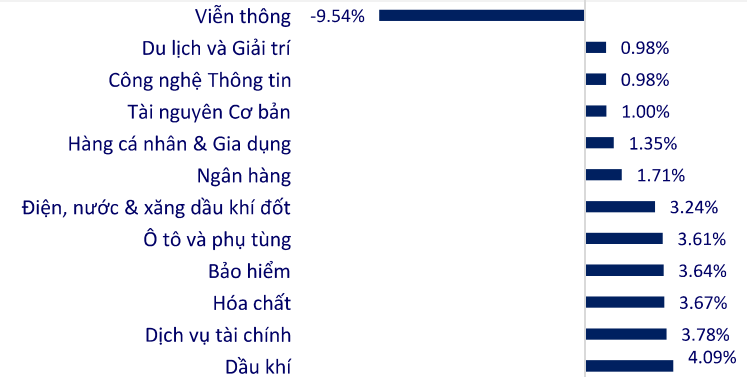 Viễn thông -9.54%
Du lịch và Giải trí 0.98%
Công nghệ Thông tin 0.98%
Tài nguyên Cơ bản 1.00%
Hàng cá nhân & Gia dụng 1.35%
Ngân hàng 1.71%
Điện, nước & xăng dầu khí đốt 3.24%
Ô tô và phụ tùng 3.61%
Bảo hiểm 3.64%
Hóa chất 3.67%
Dịch vụ tài chính 3.78%
Dầu khí 4.09%